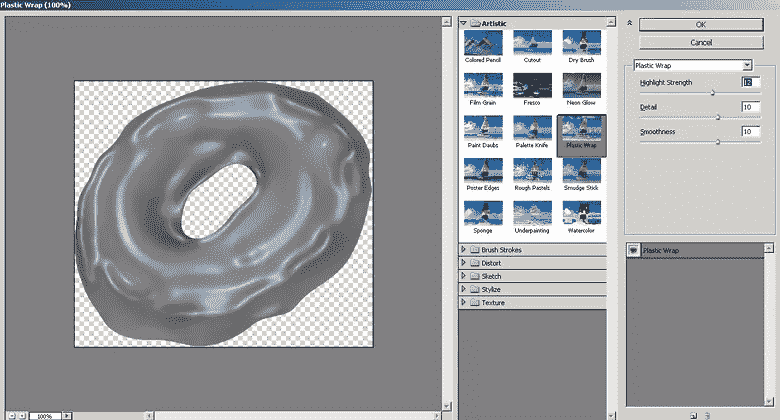 Plastic Wrap (100%)
Artistic
Colored Pencil
Cutout
Dry Brush
Film Grain
Fresco
Neon Glow
Paint Daubs
Palette Knife
Plastic Wrap
Poster Edges
Rough Pastels
Smudge Stick
Sponge
Underpainting
Watercolor
Brush Strokes
Distort
Sketch
Stylize
Texture
OK
Cancel
Plastic Wrap
Highlight Strength 12
Detail 10
Smoothness 10
Plastic Wrap
100%